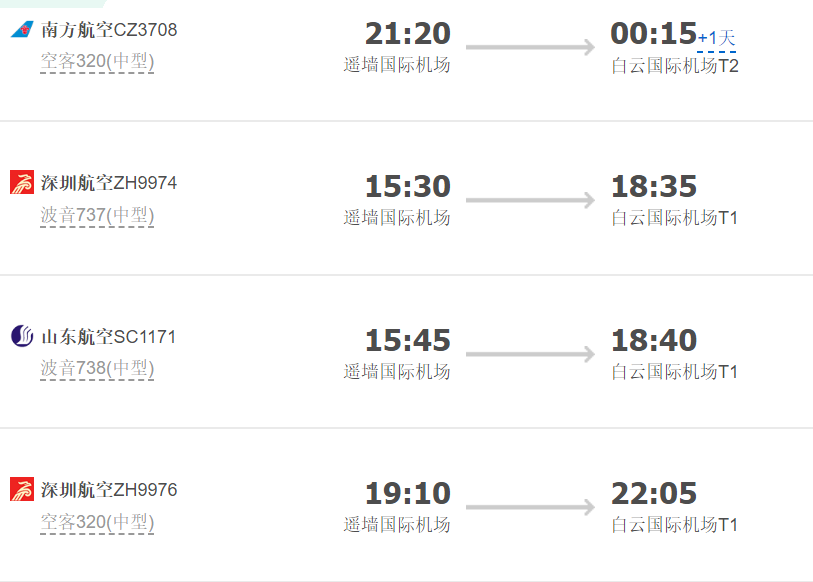 南方航空CZ3708 21:20 00:15+1天
空客320(中型) 遥墙国际机场 白云国际机场T2
深圳航空ZH9974 15:30 18:35
波音737(中型) 遥墙国际机场 白云国际机场T1
山东航空SC1171 15:45 18:40
波音738(中型) 遥墙国际机场 白云国际机场T1
深圳航空ZH9976 19:10 22:05
空客320(中型) 遥墙国际机场 白云国际机场T1